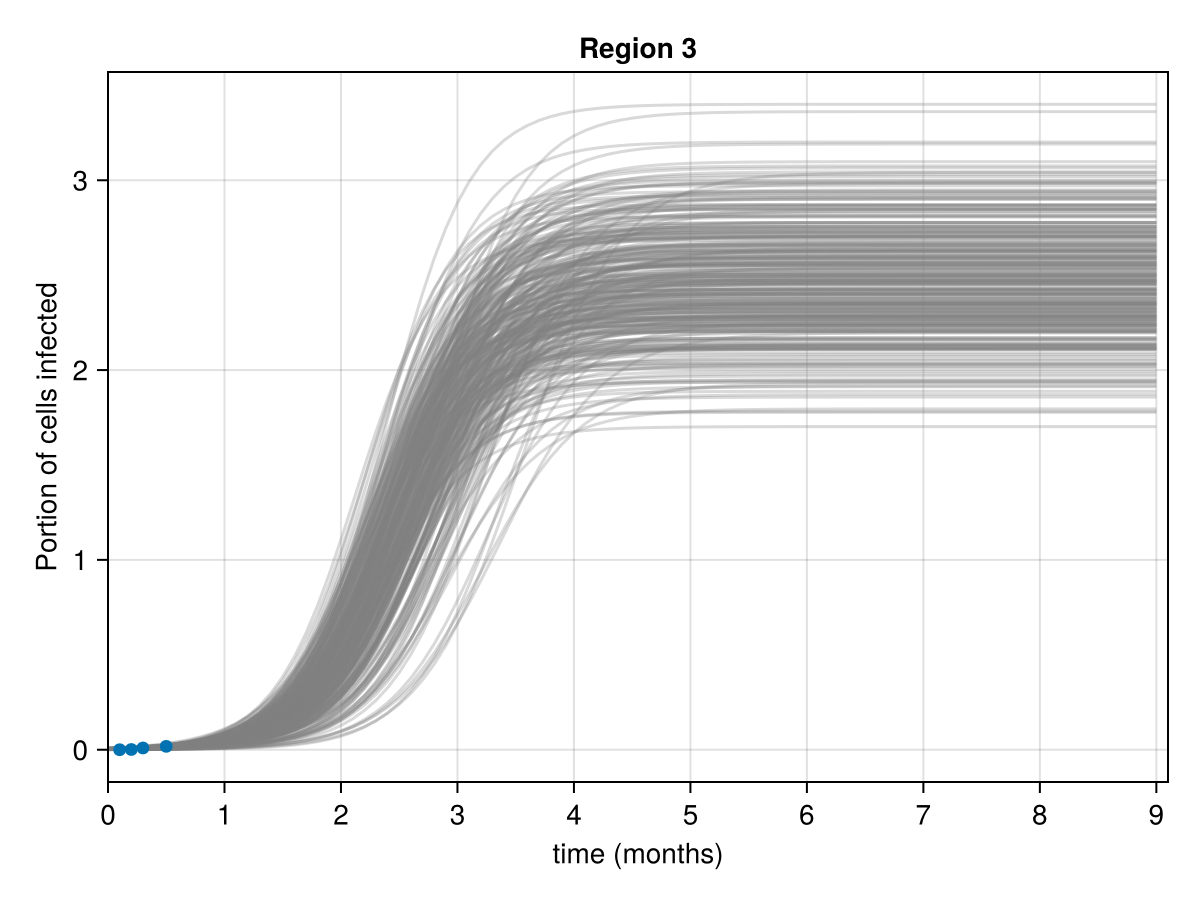 Region 3
Portion of cells infected
3
2
1
0
0 1 2 3 4 5 6 7 8 9
time (months)